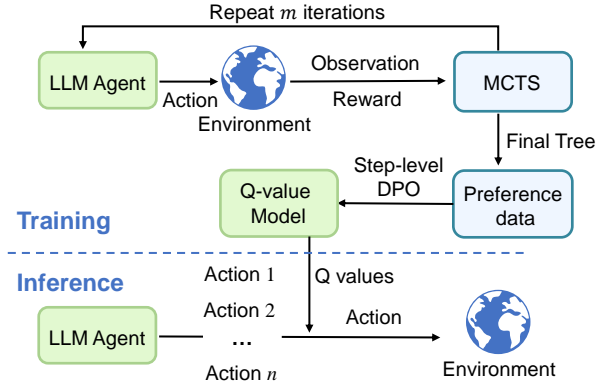 Repeat m iterations
LLM Agent
Action
Environment
Observation
Reward
MCTS
Final Tree
Step-level
DPO
Q-value
Model
Preference
data
Training
Inference
Action 1
Q values
Action 2
LLM Agent
...
Action
Action n
Environment